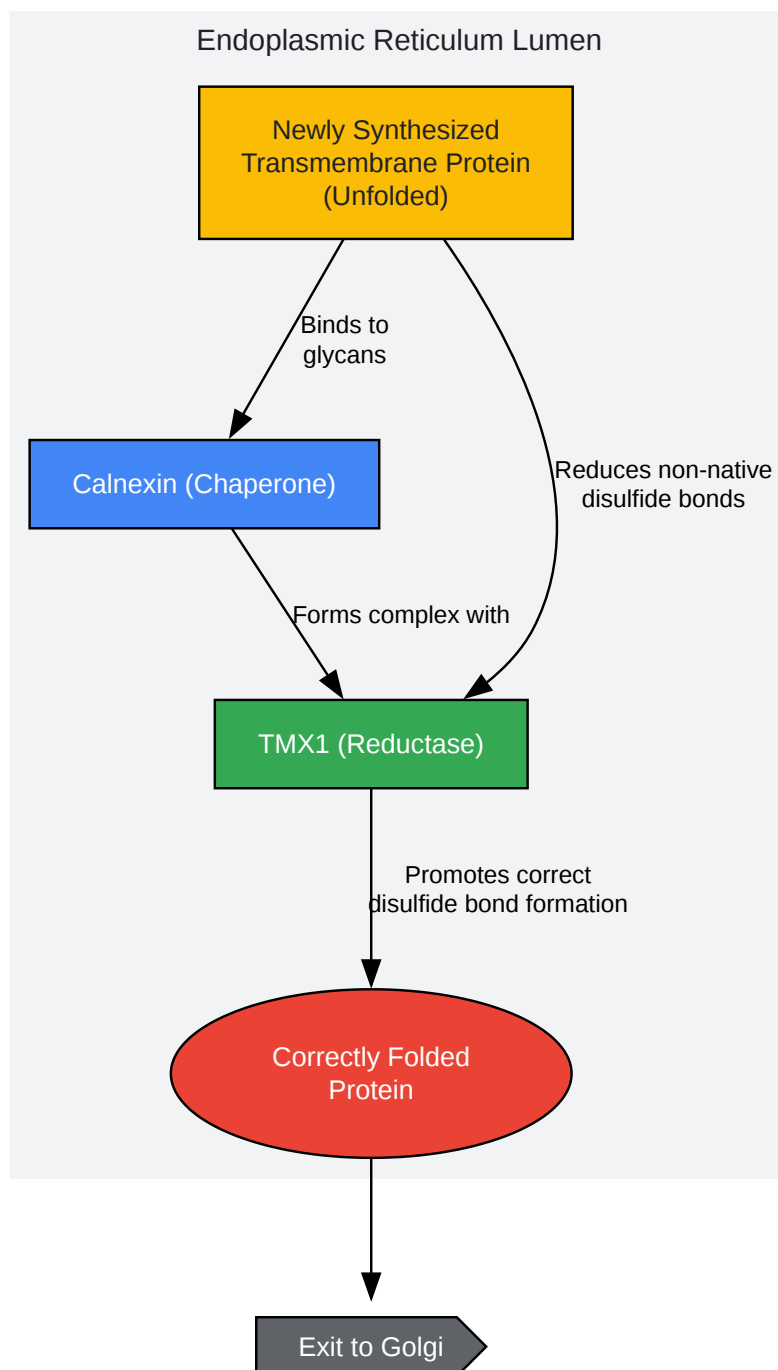 Endoplasmic Reticulum Lumen
Newly Synthesized
Transmembrane Protein
(Unfolded)
Binds to
glycans
Calnexin (Chaperone)
Reduces non-native
disulfide bonds
Forms complex with
TMX1 (Reductase)
Promotes correct
disulfide bond formation
Correctly Folded
Protein
Exit to Golgi